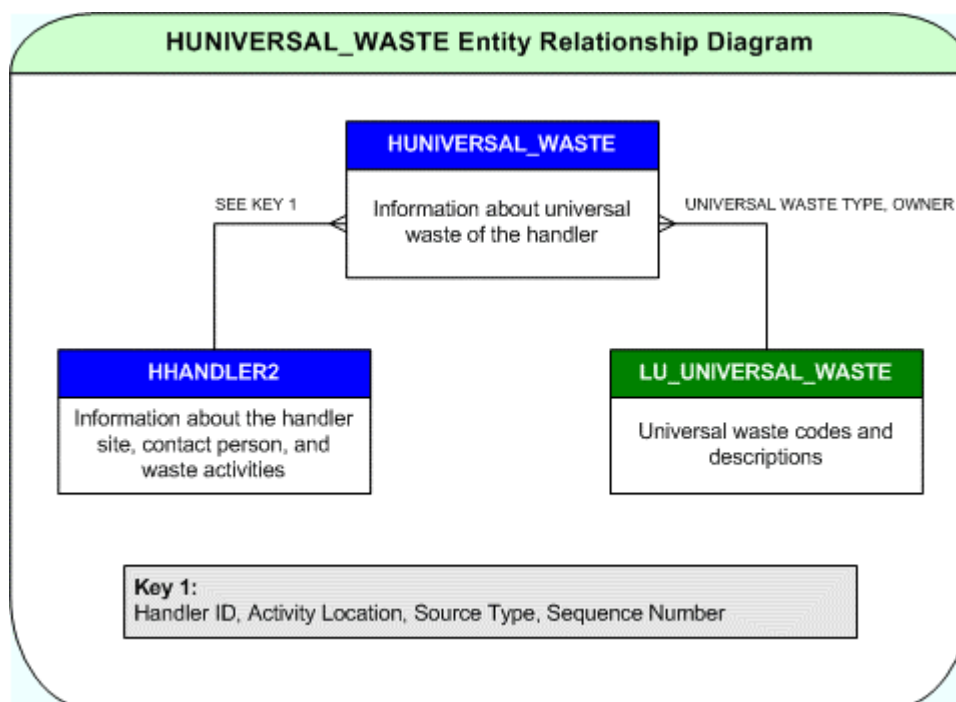 HUNIVERSAL_WASTE Entity Relationship Diagram
HUNIVERSAL_WASTE
Information about universal
waste of the handler
SEE KEY 1
UNIVERSAL WASTE TYPE, OWNER
HHANDLER2
Information about the handler
site, contact person, and
waste activities
LU_UNIVERSAL_WASTE
Universal waste codes and
descriptions
Key 1:
Handler ID, Activity Location, Source Type, Sequence Number